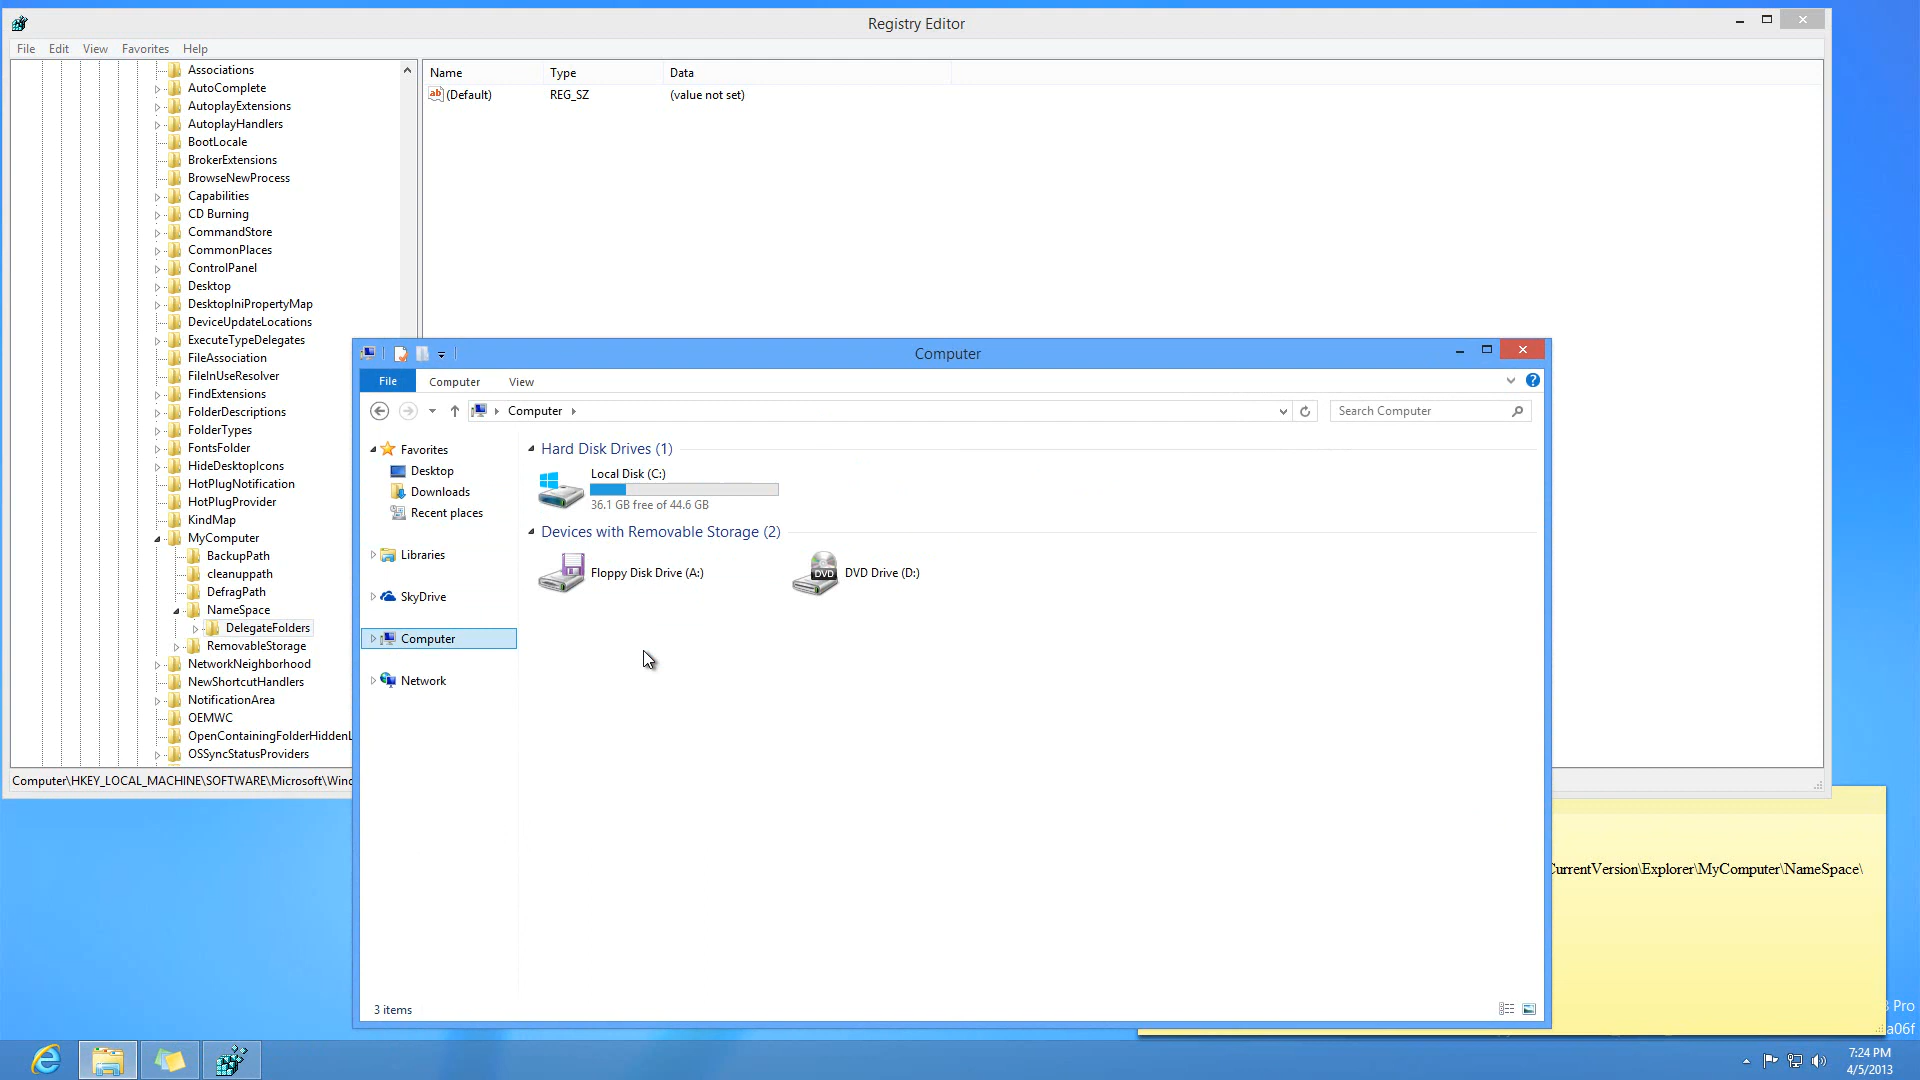 Registry Editor
File Edit View Favorites Help
Associations
AutoComplete
AutoplayExtensions
AutoplayHandlers
BootLocale
BrokerExtensions
BrowseNewProcess
Capabilities
CD Burning
CommandStore
CommonPlaces
ControlPanel
Desktop
DesktopIniPropertyMap
DeviceUpdateLocations
ExecuteTypeDelegates
FileAssociation
FileInUseResolver
FindExtensions
FolderDescriptions
FolderTypes
FontsFolder
HideDesktopIcons
HotPlugNotification
HotPlugProvider
KindMap
MyComputer
BackupPath
cleanuppath
DefragPath
NameSpace
DelegateFolders
RemovableStorage
NetworkNeighborhood
NewShortcutHandlers
NotificationArea
OEMWC
OpenContainingFolderHiddenL
OSSyncStatusProviders
Computer\HKEY_LOCAL_MACHINE\SOFTWARE\Microsoft\Wind
Name Type Data
ab (Default) REG_SZ (value not set)
Computer
File Computer View
Computer
Search Computer
Favorites
Desktop
Downloads
Recent places
Libraries
SkyDrive
Computer
Network
Hard Disk Drives (1)
Local Disk (C:)
36.1 GB free of 44.6 GB
Devices with Removable Storage (2)
Floppy Disk Drive (A:)
DVD DVD Drive (D:)
3 items
CurrentVersion\Explorer\MyComputer\NameSpace\
Pro
a06f
7:24 PM
4/5/2013